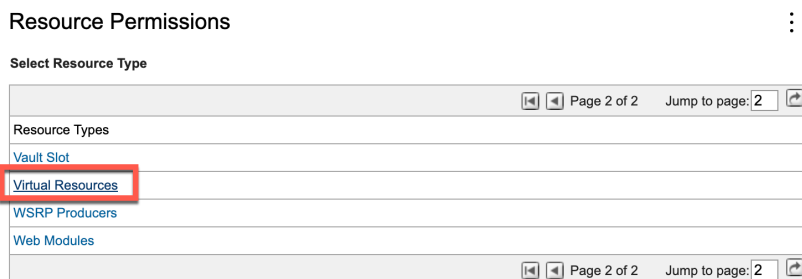 Resource Permissions
Select Resource Type
Page 2 of 2 Jump to page: 2
Resource Types
Vault Slot
Virtual Resources
WSRP Producers
Web Modules
Page 2 of 2 Jump to page: 2